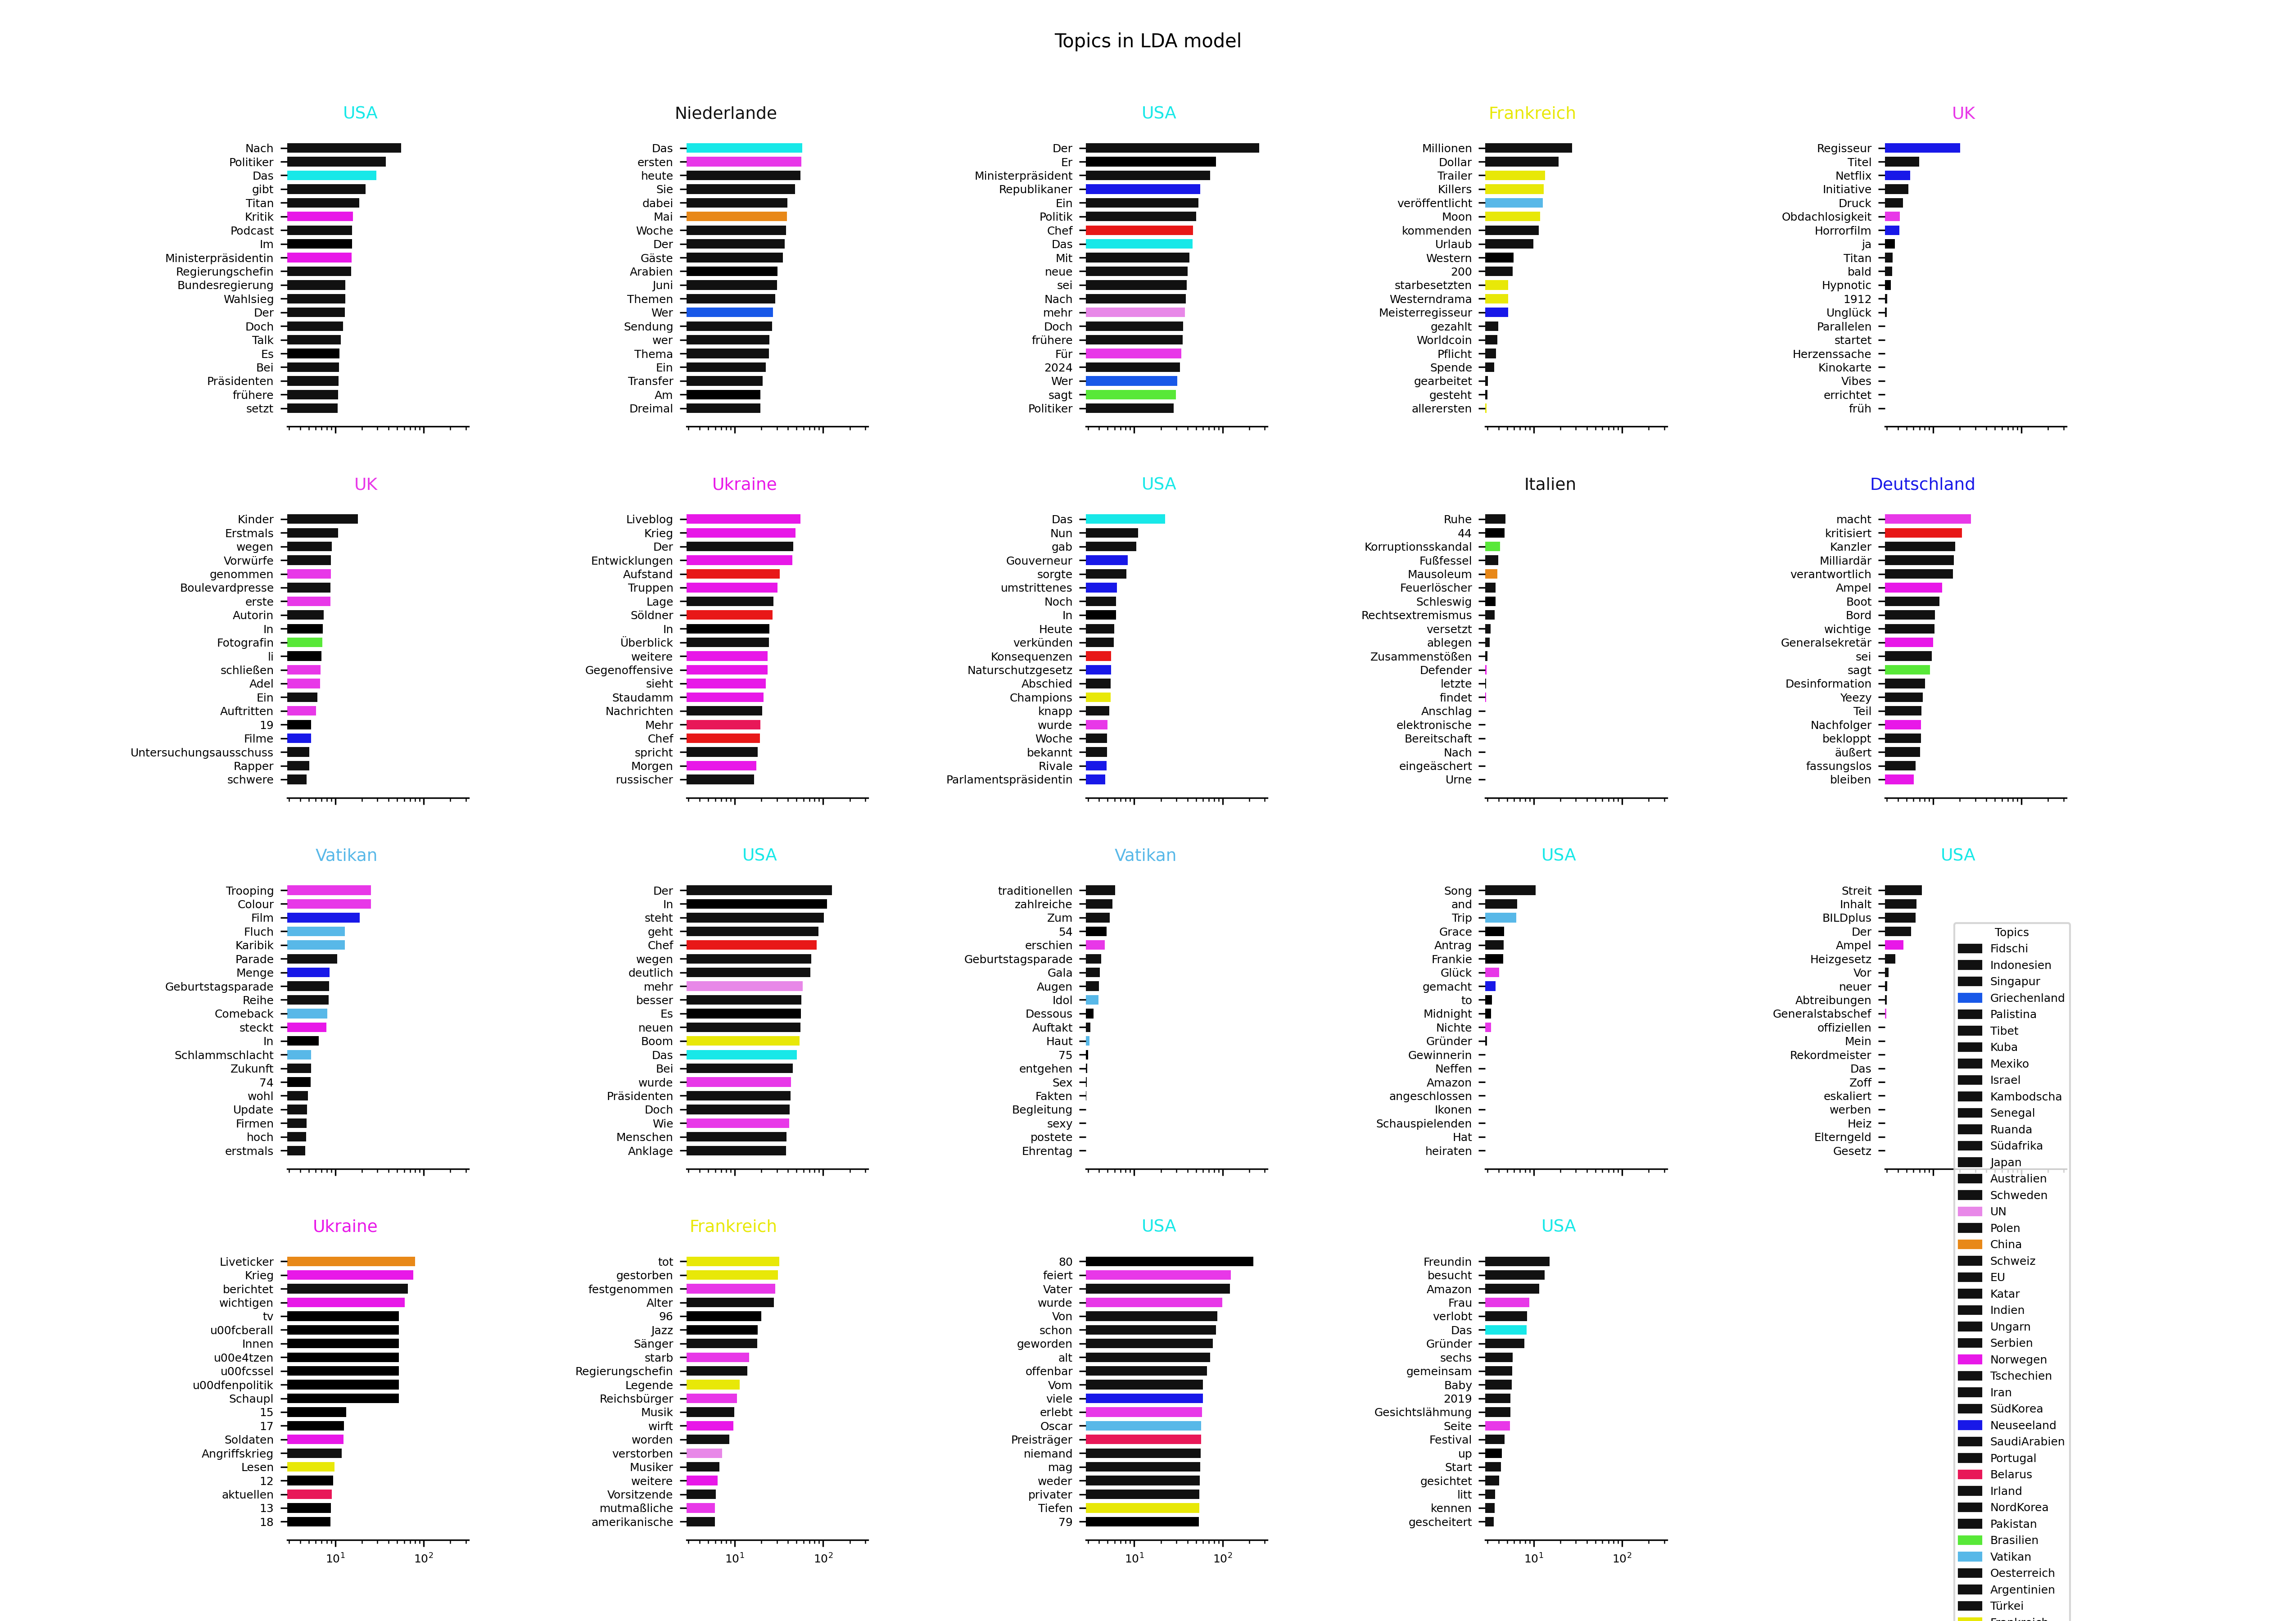 Topics in LDA model
USA
Nach
Politiker
Das
gibt
Titan
Kritik
Podcast
Im
Ministerpräsidentin
Regierungschefin
Bundesregierung
Wahlsieg
Der
Doch
Talk
Es
Bei
Präsidenten
frühere
setzt
Niederlande
Das
ersten
heute
Sie
dabei
Mai
Woche
Der
Gäste
Arabien
Juni
Themen
Wer
Sendung
wer
Thema
Ein
Transfer
Am
Dreimal
USA
Der
Er
Ministerpräsident
Republikaner
Ein
Politik
Chef
Das
Mit
neue
sei
Nach
mehr
Doch
frühere
Für
2024
Wer
sagt
Politiker
Frankreich
Millionen
Dollar
Trailer
Killers
veröffentlicht
Moon
kommenden
Urlaub
Western
200
starbesetzten
Westerndrama
Meisterregisseur
gezahlt
Worldcoin
Pflicht
Spende
gearbeitet
gesteht
allerersten
UK
Regisseur
Titel
Netflix
Initiative
Druck
Obdachlosigkeit
Horrorfilm
ja
Titan
bald
Hypnotic
1912
Unglück
Parallelen
startet
Herzenssache
Kinokarte
Vibes
errichtet
früh
UK
Kinder
Erstmals
wegen
Vorwürfe
genommen
Boulevardpresse
erste
Autorin
In
Fotografin
li
schließen
Adel
Ein
Auftritten
19
Filme
Untersuchungsausschuss
Rapper
schwere
Ukraine
Liveblog
Krieg
Der
Entwicklungen
Aufstand
Truppen
Lage
Söldner
In
Überblick
weitere
Gegenoffensive
sieht
Staudamm
Nachrichten
Mehr
Chef
spricht
Morgen
russischer
USA
Das
Nun
gab
Gouverneur
sorgte
umstrittenes
Noch
In
Heute
verkünden
Konsequenzen
Naturschutzgesetz
Abschied
Champions
knapp
wurde
Woche
bekannt
Rivale
Parlamentspräsidentin
Italien
Ruhe
44
Korruptionsskandal
Fußfessel
Mausoleum
Feuerlöscher
Schleswig
Rechtsextremismus
versetzt
ablegen
Zusammenstößen
Defender
letzte
findet
Anschlag
elektronische
Bereitschaft
Nach
eingeäschert
Urne
Deutschland
macht
kritisiert
Kanzler
Milliardär
verantwortlich
Ampel
Boot
Bord
wichtige
Generalsekretär
sei
sagt
Desinformation
Yeezy
Teil
Nachfolger
bekloppt
äußert
fassungslos
bleiben
Vatikan
Trooping
Colour
Film
Fluch
Karibik
Parade
Menge
Geburtstagsparade
Reihe
Comeback
steckt
In
Schlammschlacht
Zukunft
74
wohl
Update
Firmen
hoch
erstmals
USA
Der
In
steht
geht
Chef
wegen
deutlich
mehr
besser
Es
neuen
Boom
Das
Bei
wurde
Präsidenten
Doch
Wie
Menschen
Anklage
Vatikan
traditionellen
zahlreiche
Zum
54
erschien
Geburtstagsparade
Gala
Augen
Idol
Dessous
Auftakt
Haut
75
entgehen
Sex
Fakten
Begleitung
sexy
postete
Ehrentag
USA
Song
and
Trip
Grace
Antrag
Frankie
Glück
gemacht
to
Midnight
Nichte
Gründer
Gewinnerin
Neffen
Amazon
angeschlossen
Ikonen
Schauspielenden
Hat
heiraten
USA
Streit
Inhalt
BILDplus
Der
Ampel
Heizgesetz
Vor
neuer
Abtreibungen
Generalstabschef
offiziellen
Mein
Rekordmeister
Das
Zoff
eskaliert
werben
Heiz
Elterngeld
Gesetz
Ukraine
Liveticker
Krieg
berichtet
wichtigen
tv
u00fcberall
Innen
u00e4tzen
u00fcssel
u00dfenpolitik
Schaupl
15
17
Soldaten
Angriffskrieg
Lesen
12
aktuellen
13
18
10¹ 10²
Frankreich
tot
gestorben
festgenommen
Alter
96
Jazz
Sänger
starb
Regierungschefin
Legende
Reichsbürger
Musik
wirft
worden
verstorben
Musiker
weitere
Vorsitzende
mutmaßliche
amerikanische
10¹ 10²
USA
80
feiert
Vater
wurde
Von
schon
geworden
alt
offenbar
Vom
viele
erlebt
Oscar
Preisträger
niemand
mag
weder
privater
Tiefen
79
10¹ 10²
USA
Freundin
besucht
Amazon
Frau
verlobt
Das
Gründer
sechs
gemeinsam
Baby
2019
Gesichtslähmung
Seite
Festival
up
Start
gesichtet
litt
kennen
gescheitert
10¹ 10²
Topics
Fidschi
Indonesien
Singapur
Griechenland
Palistina
Tibet
Kuba
Mexiko
Israel
Kambodscha
Senegal
Ruanda
Südafrika
Japan
Australien
Schweden
UN
Polen
China
Schweiz
EU
Katar
Indien
Ungarn
Serbien
Norwegen
Tschechien
Iran
SüdKorea
Neuseeland
SaudiArabien
Portugal
Belarus
Irland
NordKorea
Pakistan
Brasilien
Vatikan
Oesterreich
Argentinien
Türkei